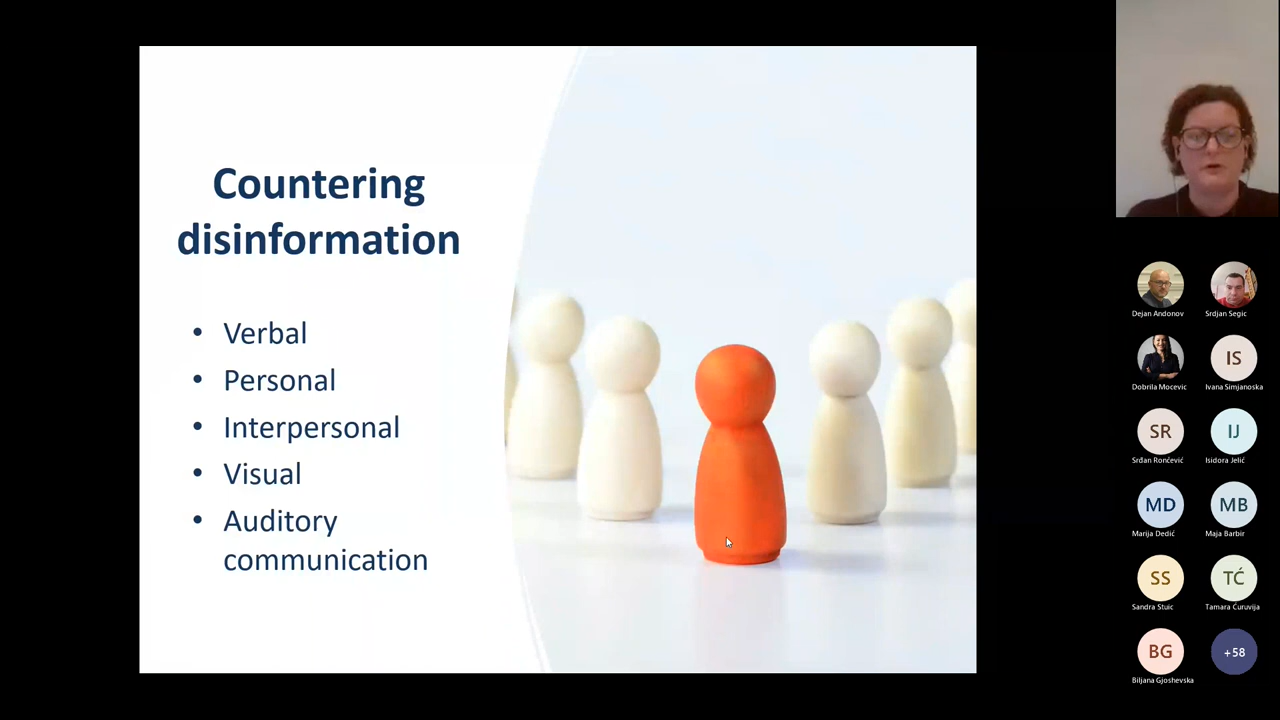 Countering
disinformation
• Verbal
• Personal
• Interpersonal
• Visual
• Auditory
communication
Dejan Andonov
Srdjan Segic
Dobrila Mocevic
IS
Ivana Simjanoska
SR
Srđan Rončević
IJ
Isidora Jelić
MD
Marija Dedić
MB
Maja Barbir
SS
Sandra Stuic
TĆ
Tamara Ćuruvija
BG
Biljana Gjoshevska
+58